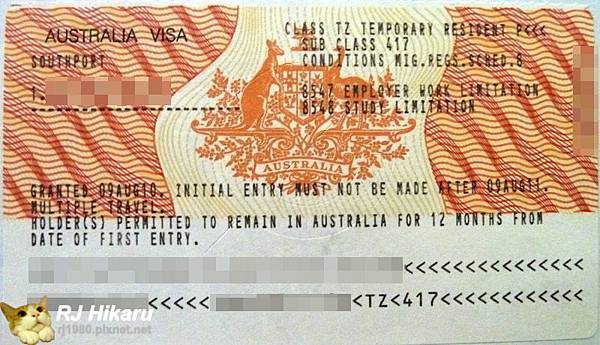 AUSTRALIA VISA
CLASS TZ TEMPORARY RESIDENT P<<<
SUB CLASS 417
SOUTHPORT
CONDITIONS MIG.REGS.SCHED.8
1.
8547 EMPLOYER WORK LIMITATION
8548 STUDY LIMITATION
AUSTRALIA
GRANTED 09AUG10. INITIAL ENTRY MUST NOT BE MADE AFTER 09AUG11.
MULTIPLE TRAVEL.
HOLDER(S) PERMITTED TO REMAIN IN AUSTRALIA FOR 12 MONTHS FROM
DATE OF FIRST ENTRY.
<<<<<<<<<<<<<<<
<<<<< <TZ<417<<<<<<<<<<<<
RJ Hikaru
rj1980.pixnet.net